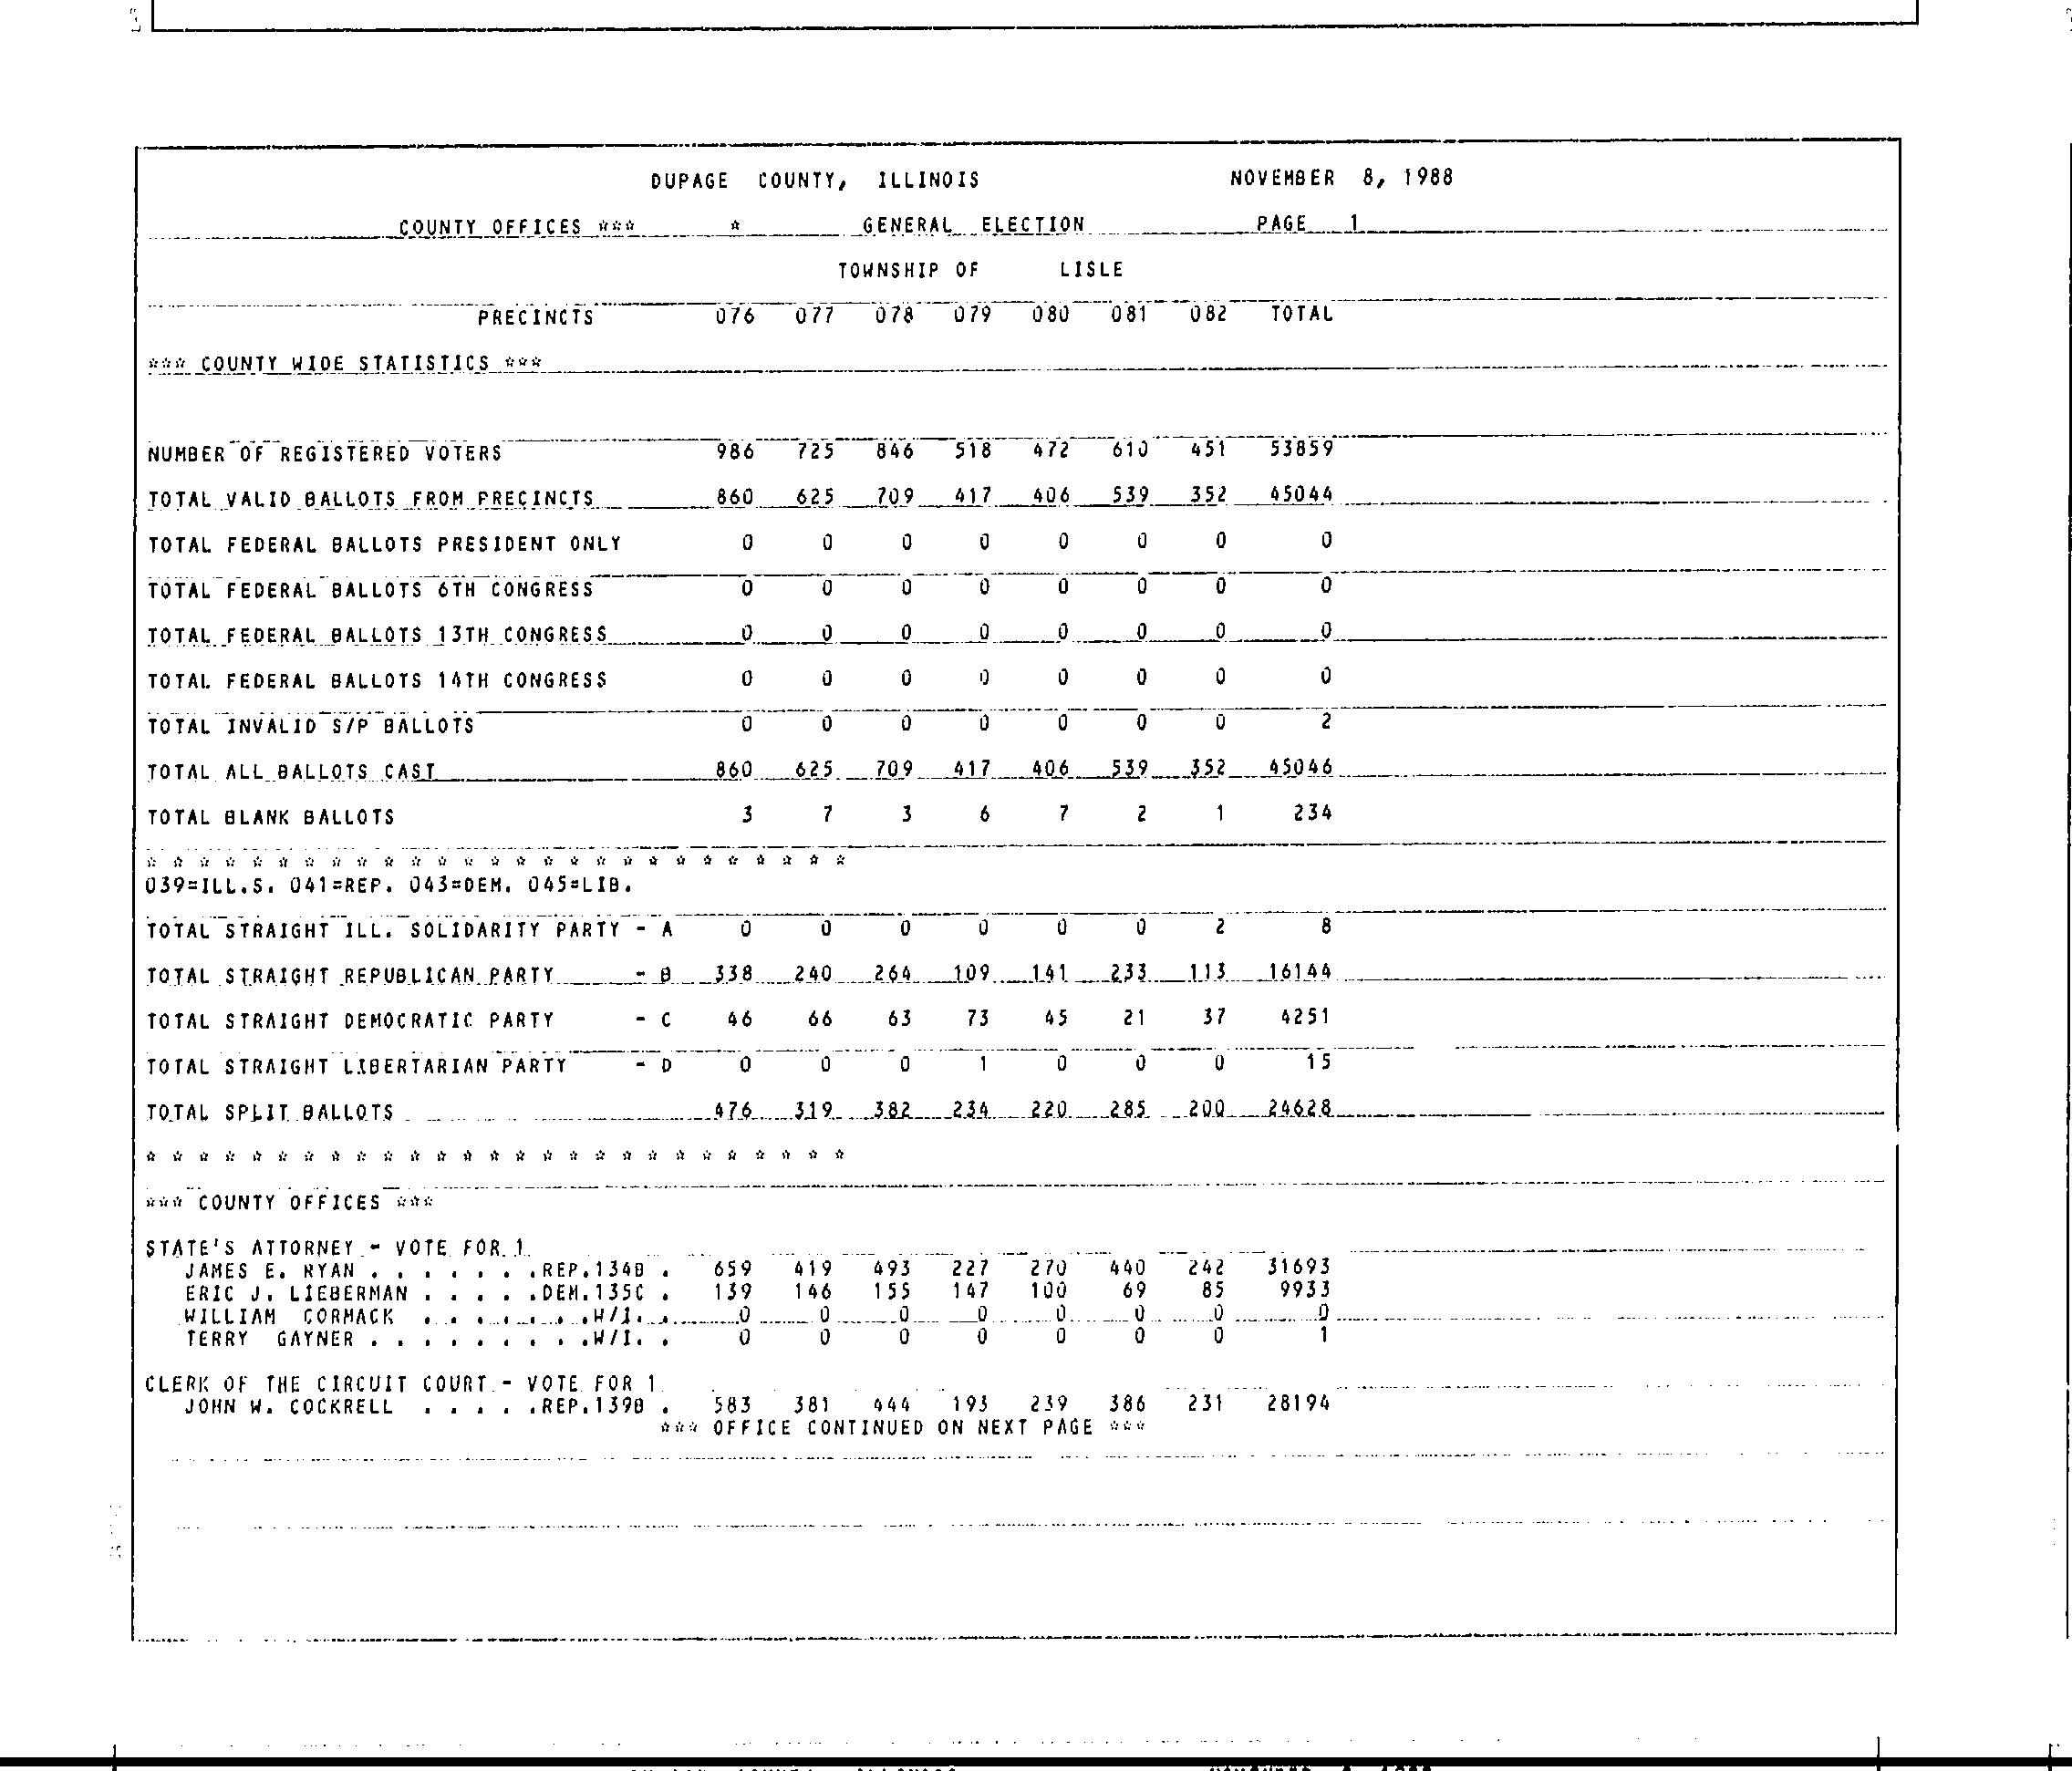 DUPAGE COUNTY, ILLINOIS NOVEMBER 8, 1988
COUNTY OFFICES *** * GENERAL ELECTION PAGE 1
TOWNSHIP OF LISLE
PRECINCTS 076 077 078 079 080 081 082 TOTAL
*** COUNTY WIDE STATISTICS ***
NUMBER OF REGISTERED VOTERS 986 725 846 518 472 610 451 53859
TOTAL VALID BALLOTS FROM PRECINCTS 860 625 709 417 406 539 352 45044
TOTAL FEDERAL BALLOTS PRESIDENT ONLY 0 0 0 0 0 0 0 0
TOTAL FEDERAL BALLOTS 6TH CONGRESS 0 0 0 0 0 0 0 0
TOTAL FEDERAL BALLOTS 13TH CONGRESS 0 0 0 0 0 0 0 0
TOTAL FEDERAL BALLOTS 14TH CONGRESS 0 0 0 0 0 0 0 0
TOTAL INVALID S/P BALLOTS 0 0 0 0 0 0 0 2
TOTAL ALL BALLOTS CAST 860 625 709 417 406 539 352 45046
TOTAL BLANK BALLOTS 3 7 3 6 7 2 1 234
* * * * * * * * * * * * * * * * * * * * * * * * * * *
039=ILL.S. 041=REP. 043=DEM. 045=LIB.
TOTAL STRAIGHT ILL. SOLIDARITY PARTY - A 0 0 0 0 0 0 2 8
TOTAL STRAIGHT REPUBLICAN PARTY - B 338 240 264 109 141 233 113 16144
TOTAL STRAIGHT DEMOCRATIC PARTY - C 46 66 63 73 45 21 37 4251
TOTAL STRAIGHT LIBERTARIAN PARTY - D 0 0 0 1 0 0 0 15
TOTAL SPLIT BALLOTS 476 319 382 234 220 285 200 24628
* * * * * * * * * * * * * * * * * * * * * * * * * * *
*** COUNTY OFFICES ***
STATE'S ATTORNEY - VOTE FOR 1
JAMES E. RYAN . . . . . . .REP.134B . 659 419 493 227 270 440 242 31693
ERIC J. LIEBERMAN . . . . .DEM.135C . 139 146 155 147 100 69 85 9933
WILLIAM CORMACK . . . . . . .W/I. . 0 0 0 0 0 0 0 0
TERRY GAYNER . . . . . . . . .W/I. . 0 0 0 0 0 0 0 1
CLERK OF THE CIRCUIT COURT - VOTE FOR 1
JOHN W. COCKRELL . . . . .REP.139B . 583 381 444 193 239 386 231 28194
*** OFFICE CONTINUED ON NEXT PAGE ***